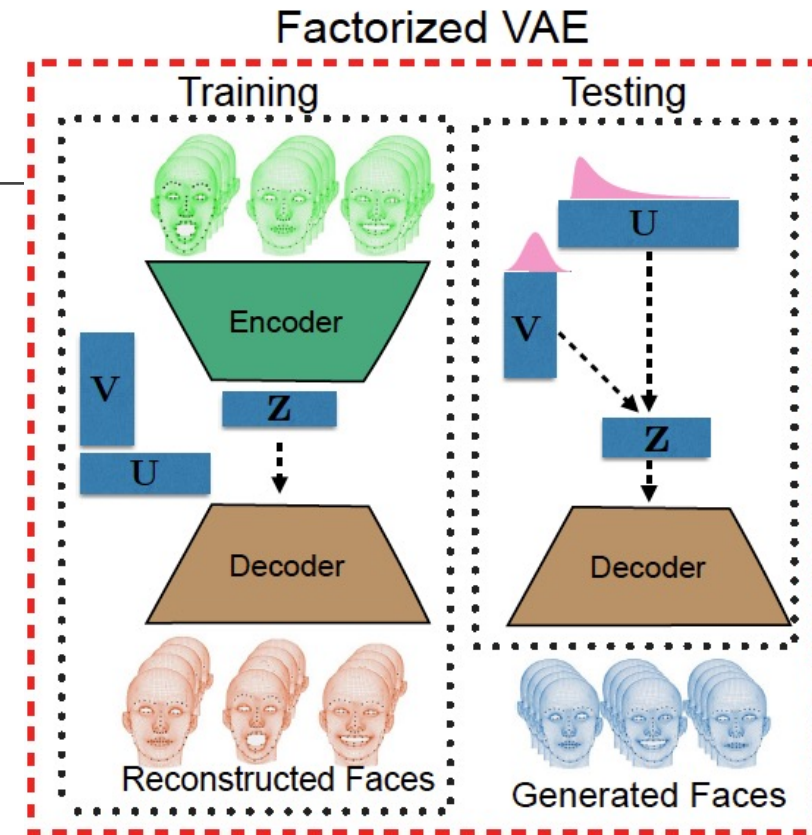 Factorized VAE
Training
Encoder
V
Z
U
Decoder
Reconstructed Faces
Testing
U
V
Z
Decoder
Generated Faces